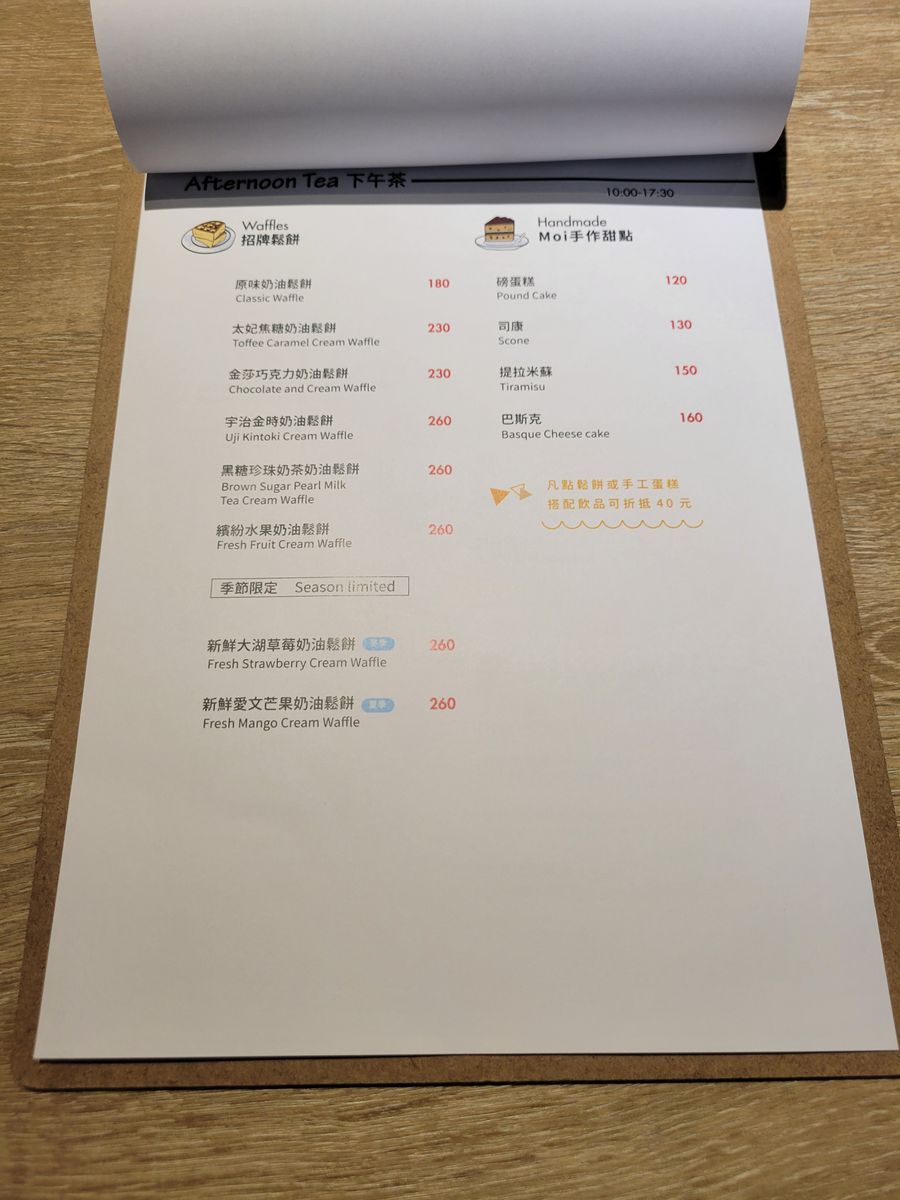 Afternoon Tea 下午茶
10:00-17:30
Waffles
招牌鬆餅
原味奶油鬆餅 180
Classic Waffle
太妃焦糖奶油鬆餅 230
Toffee Caramel Cream Waffle
金莎巧克力奶油鬆餅 230
Chocolate and Cream Waffle
宇治金時奶油鬆餅 260
Uji Kintoki Cream Waffle
黑糖珍珠奶茶奶油鬆餅 260
Brown Sugar Pearl Milk
Tea Cream Waffle
繽紛水果奶油鬆餅 260
Fresh Fruit Cream Waffle
季節限定 Season limited
新鮮大湖草莓奶油鬆餅 冬季 260
Fresh Strawberry Cream Waffle
新鮮愛文芒果奶油鬆餅 夏季 260
Fresh Mango Cream Waffle
Handmade
Moi手作甜點
磅蛋糕 120
Pound Cake
司康 130
Scone
提拉米蘇 150
Tiramisu
巴斯克 160
Basque Cheese cake
凡點鬆餅或手工蛋糕
搭配飲品可折抵 40 元